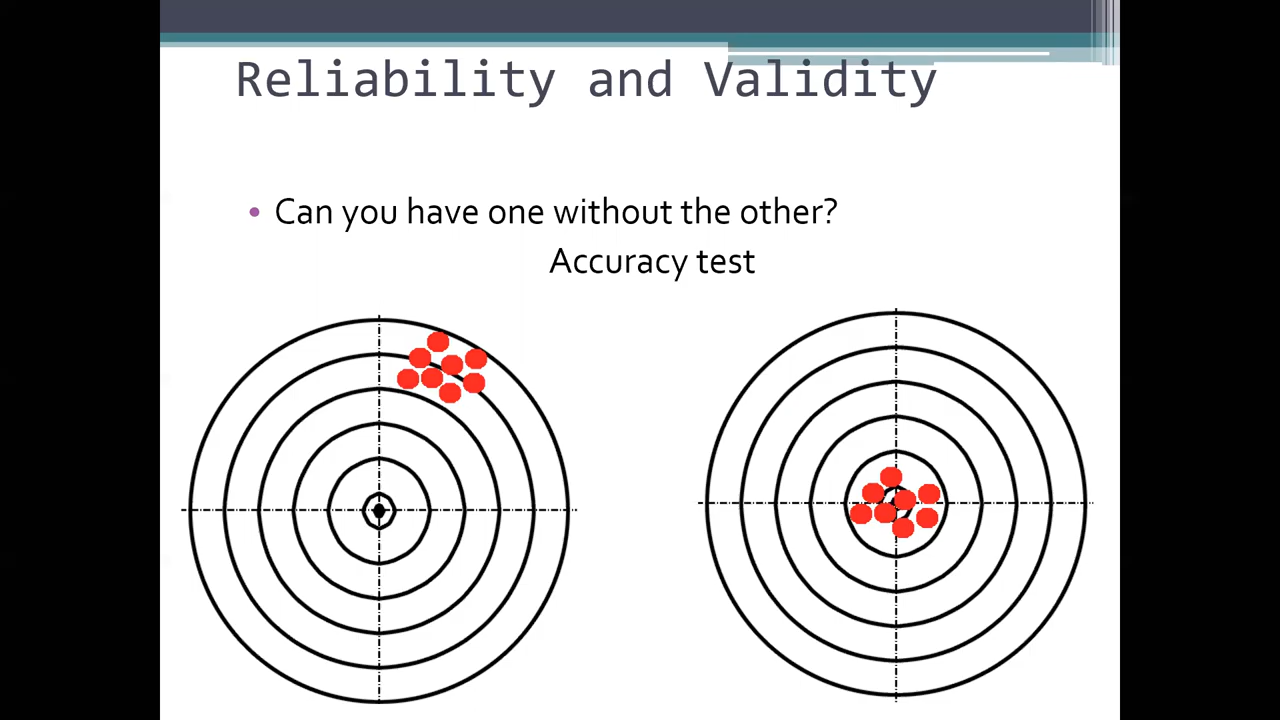 Reliability and Validity
• Can you have one without the other?
Accuracy test